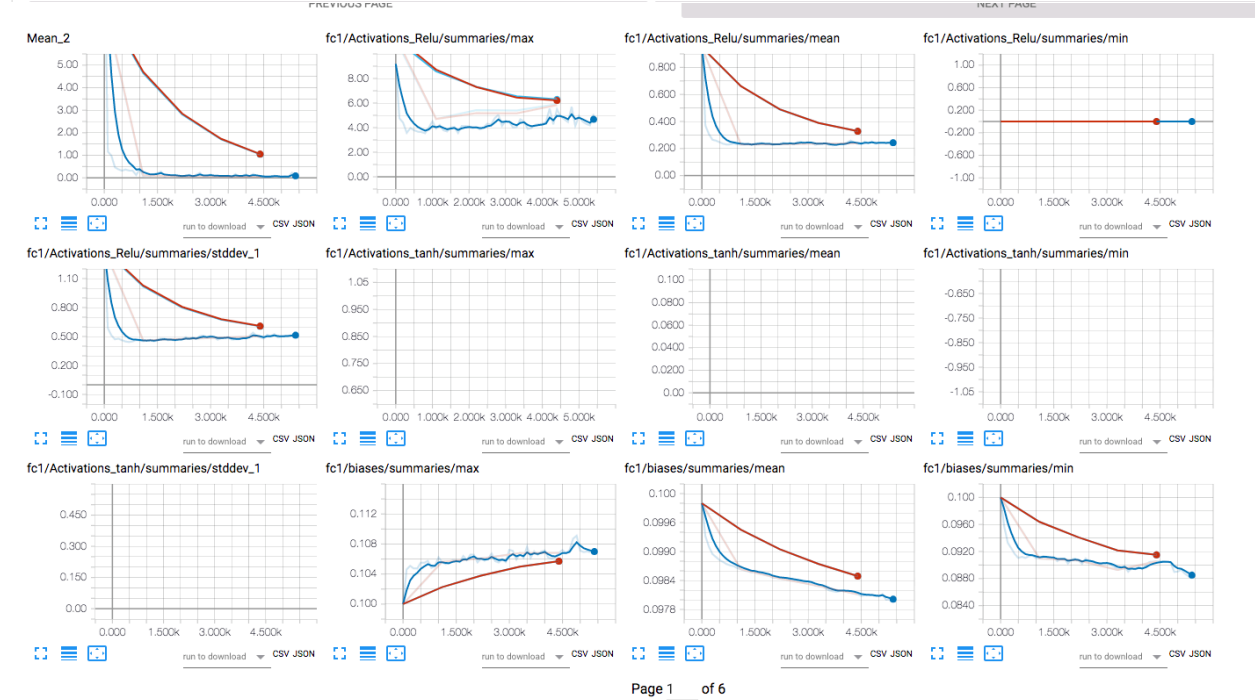 PREVIOUS PAGE NEXT PAGE
Mean_2 fc1/Activations_Relu/summaries/max fc1/Activations_Relu/summaries/mean fc1/Activations_Relu/summaries/min
5.00 8.00 0.800 1.00
4.00 6.00 0.600 0.600
3.00 4.00 0.400 0.200
2.00 2.00 0.200 -0.200
1.00 0.00 0.00 -0.600
0.00 -1.00
0.000 1.500k 3.000k 4.500k 0.000 1.000k 2.000k 3.000k 4.000k 5.000k 0.000 1.500k 3.000k 4.500k 0.000 1.500k 3.000k 4.500k
run to download CSV JSON run to download CSV JSON run to download CSV JSON run to download CSV JSON
fc1/Activations_Relu/summaries/stddev_1 fc1/Activations_tanh/summaries/max fc1/Activations_tanh/summaries/mean fc1/Activations_tanh/summaries/min
1.10 1.05 0.100 -0.650
0.800 0.950 0.0800 -0.750
0.500 0.850 0.0600 -0.850
0.200 0.750 0.0400 -0.950
-0.100 0.650 0.0200 -1.05
0.00
0.000 1.500k 3.000k 4.500k 0.000 1.000k 2.000k 3.000k 4.000k 5.000k 0.000 1.500k 3.000k 4.500k 0.000 1.500k 3.000k 4.500k
run to download CSV JSON run to download CSV JSON run to download CSV JSON run to download CSV JSON
fc1/Activations_tanh/summaries/stddev_1 fc1/biases/summaries/max fc1/biases/summaries/mean fc1/biases/summaries/min
0.450 0.112 0.100 0.100
0.300 0.108 0.0996 0.0960
0.150 0.104 0.0990 0.0920
0.00 0.100 0.0984 0.0880
0.0978 0.0840
0.000 1.500k 3.000k 4.500k 0.000 1.500k 3.000k 4.500k 0.000 1.500k 3.000k 4.500k 0.000 1.500k 3.000k 4.500k
run to download CSV JSON run to download CSV JSON run to download CSV JSON run to download CSV JSON
Page 1 of 6